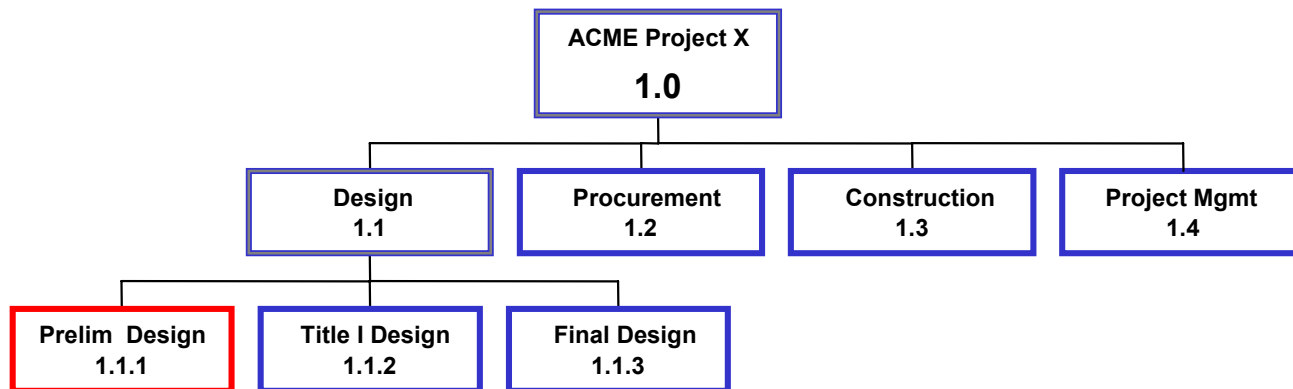 ACME Project X
1.0
Design
1.1
Procurement
1.2
Construction
1.3
Project Mgmt
1.4
Prelim Design
1.1.1
Title I Design
1.1.2
Final Design
1.1.3